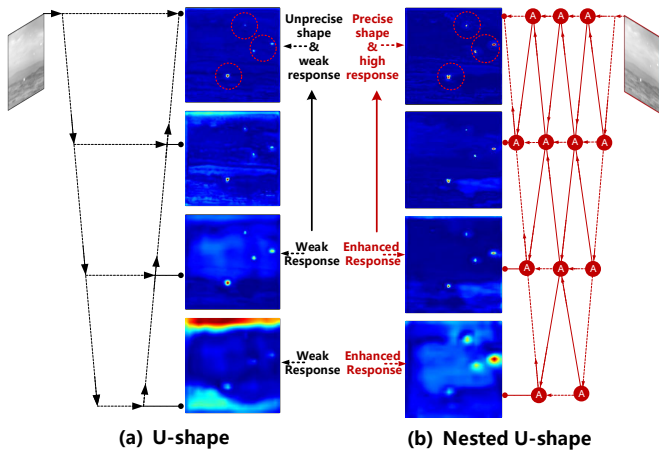 Unprecise
shape
&
weak
response
Precise
shape
&
high
response
A A A
A A A A
Weak
Response
Enhanced
Response
A A A
Weak
Response
Enhanced
Response
A A
(a) U-shape
(b) Nested U-shape